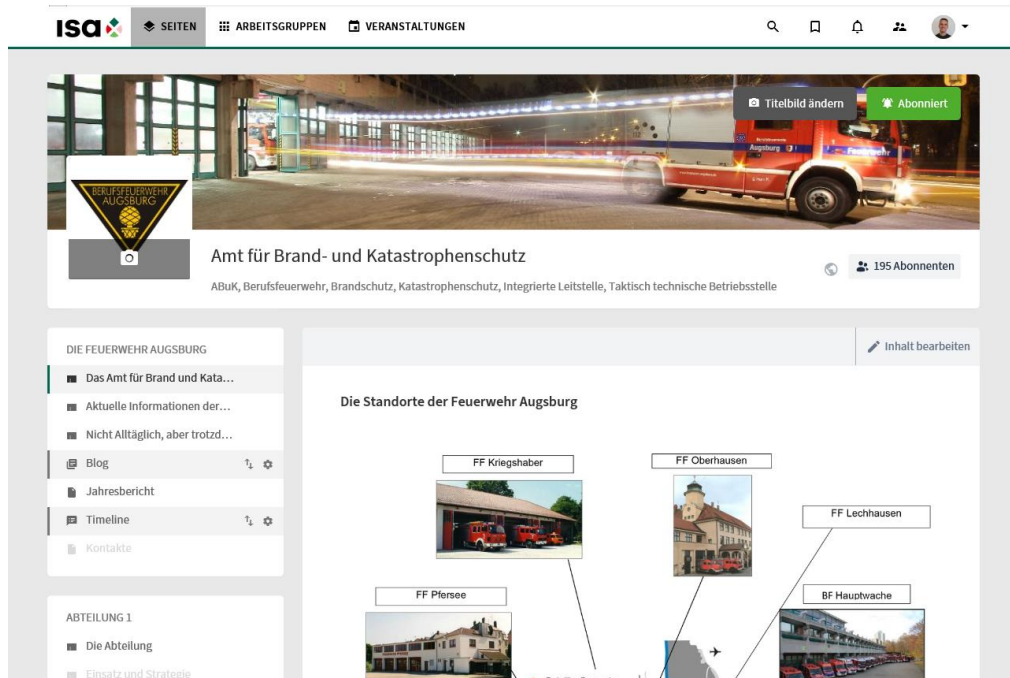 ISA
SEITEN
ARBEITSGRUPPEN
VERANSTALTUNGEN
Titelbild ändern
Abonniert
Augsburg
Feuerwehr
BERUFSFEUERWEHR
AUGSBURG
Amt für Brand- und Katastrophenschutz
195 Abonnenten
ABuK, Berufsfeuerwehr, Brandschutz, Katastrophenschutz, Integrierte Leitstelle, Taktisch technische Betriebsstelle
DIE FEUERWEHR AUGSBURG
Das Amt für Brand und Kata...
Aktuelle Informationen der...
Nicht Alltäglich, aber trotzd...
Blog
Jahresbericht
Timeline
Kontakte
ABTEILUNG 1
Die Abteilung
Einsatz und Strategie
Inhalt bearbeiten
Die Standorte der Feuerwehr Augsburg
FF Kriegshaber
FF Oberhausen
FF Lechhausen
FF Pfersee
BF Hauptwache